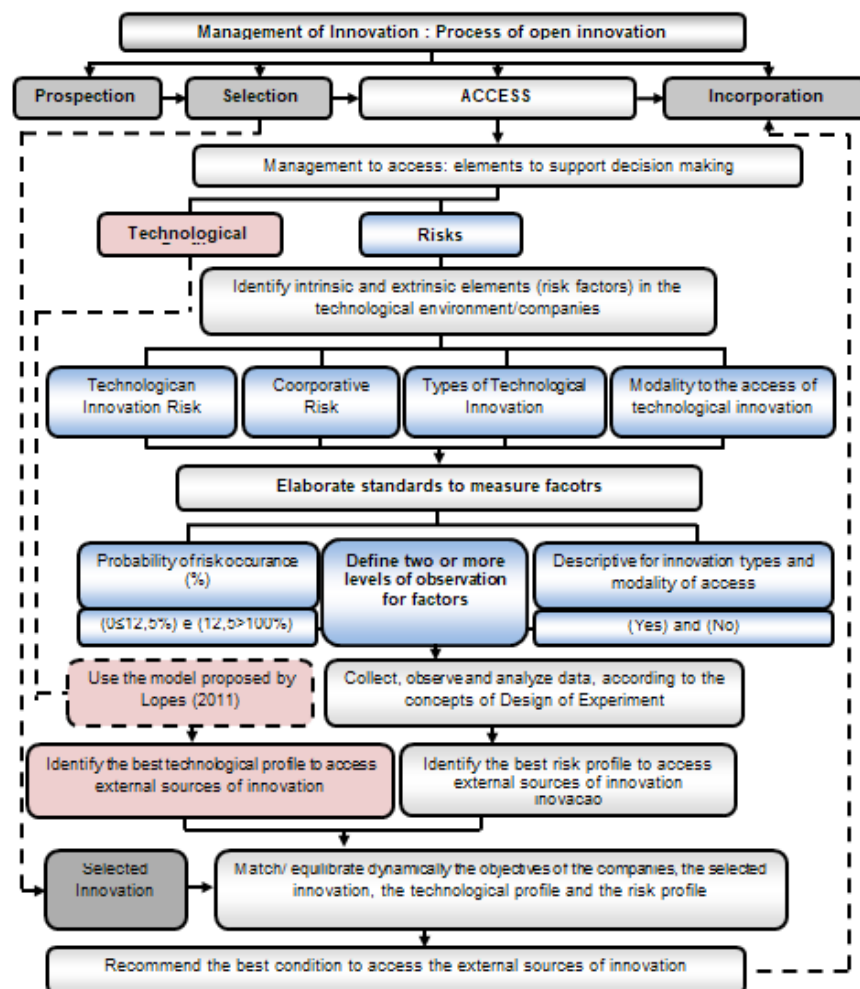 Management of Innovation : Process of open innovation
Prospection
Selection
ACCESS
Incorporation
Management to access: elements to support decision making
Technological
Risks
Identify intrinsic and extrinsic elements (risk factors) in the
technological environment/companies
Technologican
Innovation Risk
Coorporative
Risk
Types of Technological
Innovation
Modality to the access of
technological innovation
Elaborate standards to measure facotrs
Probability of risk occurance
(%)
Define two or more
levels of observation
for factors
Descriptive for innovation types and
modality of access
(0≤12,5%) e (12,5>100%)
(Yes) and (No)
Use the model proposed by
Lopes (2011)
Collect, observe and analyze data, according to the
concepts of Design of Experiment
Identify the best technological profile to access
external sources of innovation
Identify the best risk profile to access
external sources of innovation
inovacao
Selected
Innovation
Match/ equilibrate dynamically the objectives of the companies, the selected
innovation, the technological profile and the risk profile
Recommend the best condition to access the external sources of innovation